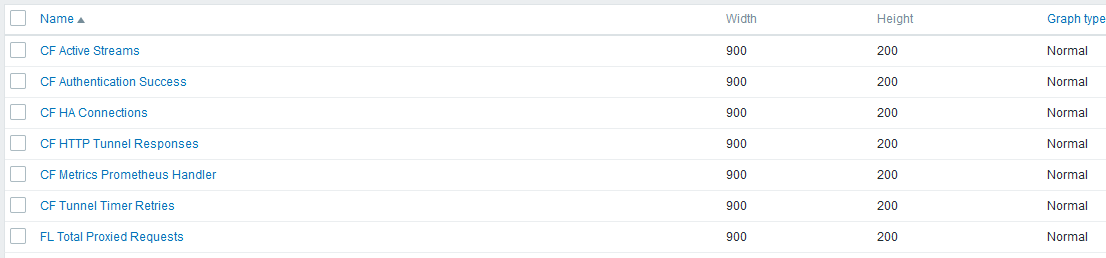 Name Width Height Graph type
CF Active Streams 900 200 Normal
CF Authentication Success 900 200 Normal
CF HA Connections 900 200 Normal
CF HTTP Tunnel Responses 900 200 Normal
CF Metrics Prometheus Handler 900 200 Normal
CF Tunnel Timer Retries 900 200 Normal
FL Total Proxied Requests 900 200 Normal